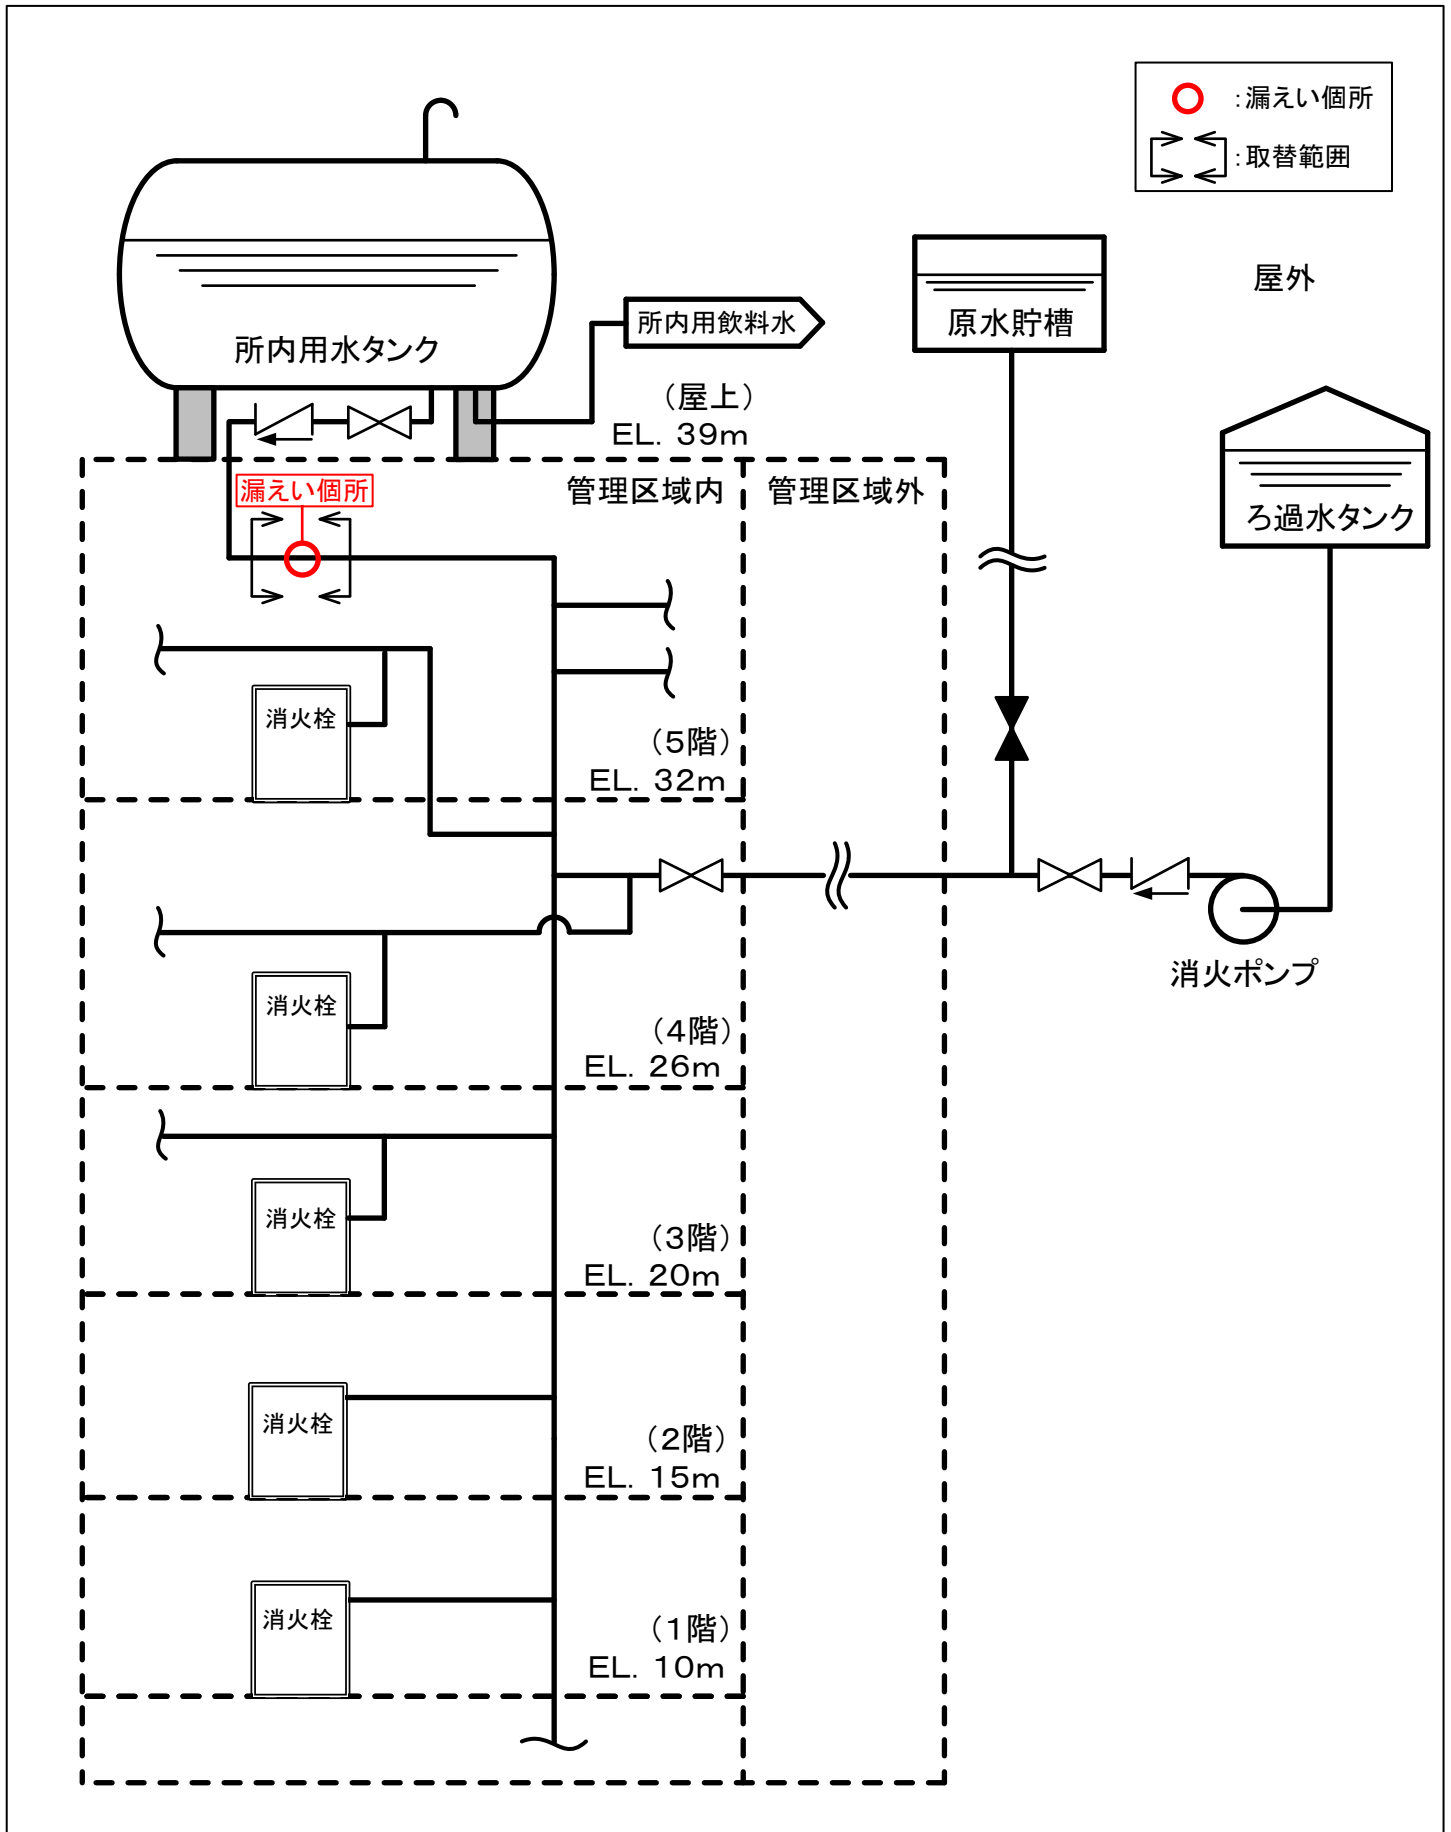 ：漏えい個所
：取替範囲
屋外
原水貯槽
所内用飲料水
所内用水タンク
（屋上）
EL. 39m
管理区域内
管理区域外
漏えい個所
ろ過水タンク
消火栓
（5階）
EL. 32m
消火ポンプ
消火栓
（4階）
EL. 26m
消火栓
（3階）
EL. 20m
消火栓
（2階）
EL. 15m
消火栓
（1階）
EL. 10m